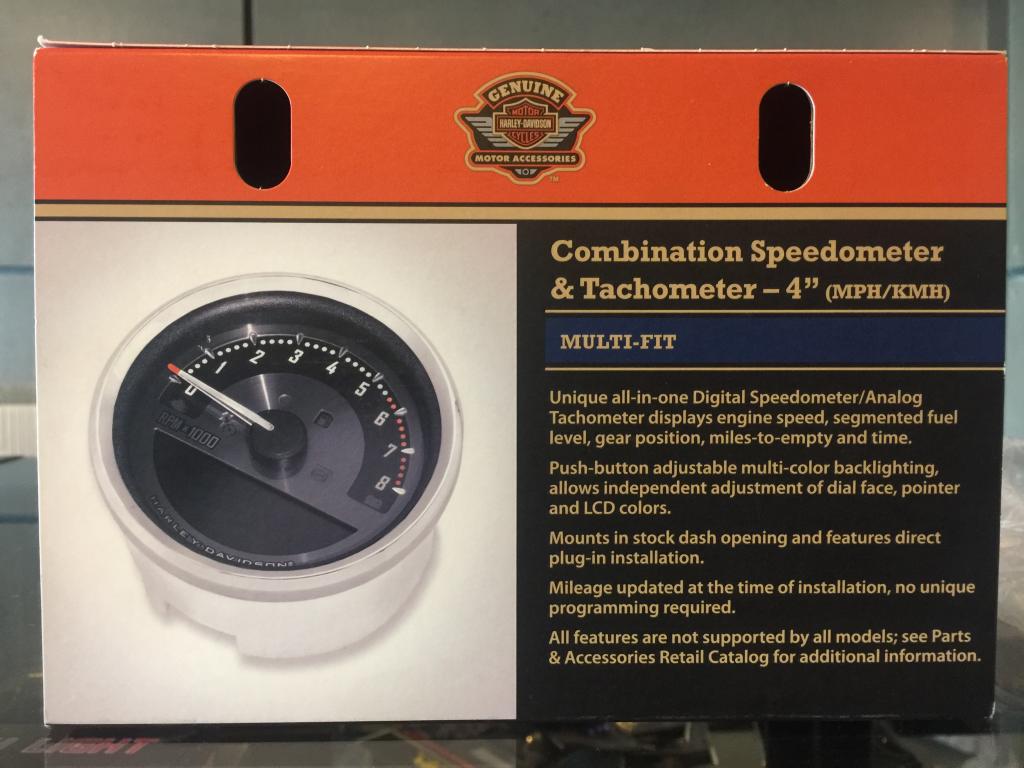 GENUINE
MOTOR
HARLEY-DAVIDSON
CYCLES
MOTOR ACCESSORIES
TM
Combination Speedometer
& Tachometer – 4” (MPH/KMH)
MULTI-FIT
Unique all-in-one Digital Speedometer/Analog
Tachometer displays engine speed, segmented fuel
level, gear position, miles-to-empty and time.
Push-button adjustable multi-color backlighting,
allows independent adjustment of dial face, pointer
and LCD colors.
Mounts in stock dash opening and features direct
plug-in installation.
Mileage updated at the time of installation, no unique
programming required.
All features are not supported by all models; see Parts
& Accessories Retail Catalog for additional information.
0 1 2 3 4 5 6 7 8
RPM x 1000
HARLEY-DAVIDSON®
LIGHT